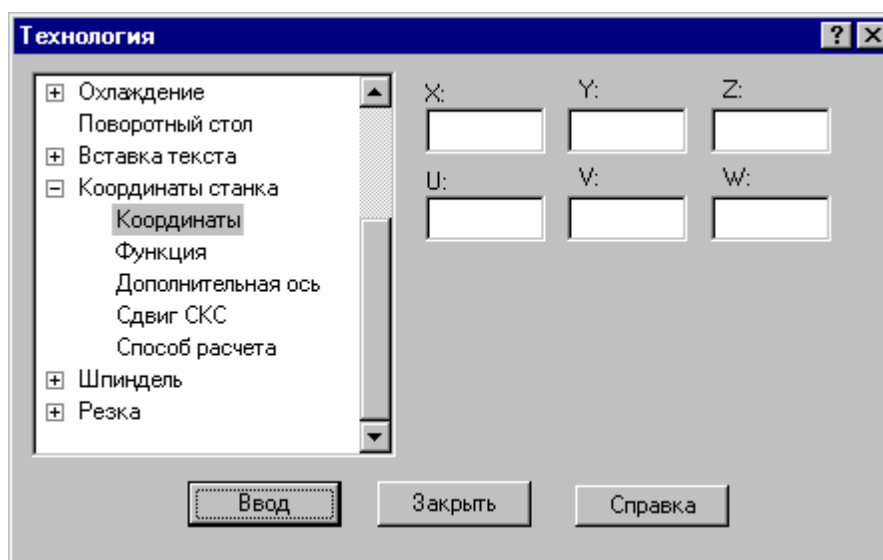 Технология
Охлаждение
Поворотный стол
Вставка текста
Координаты станка
Координаты
Функция
Дополнительная ось
Сдвиг СКС
Способ расчета
Шпиндель
Резка
X: Y: Z:
U: V: W:
Ввод Закрыть Справка